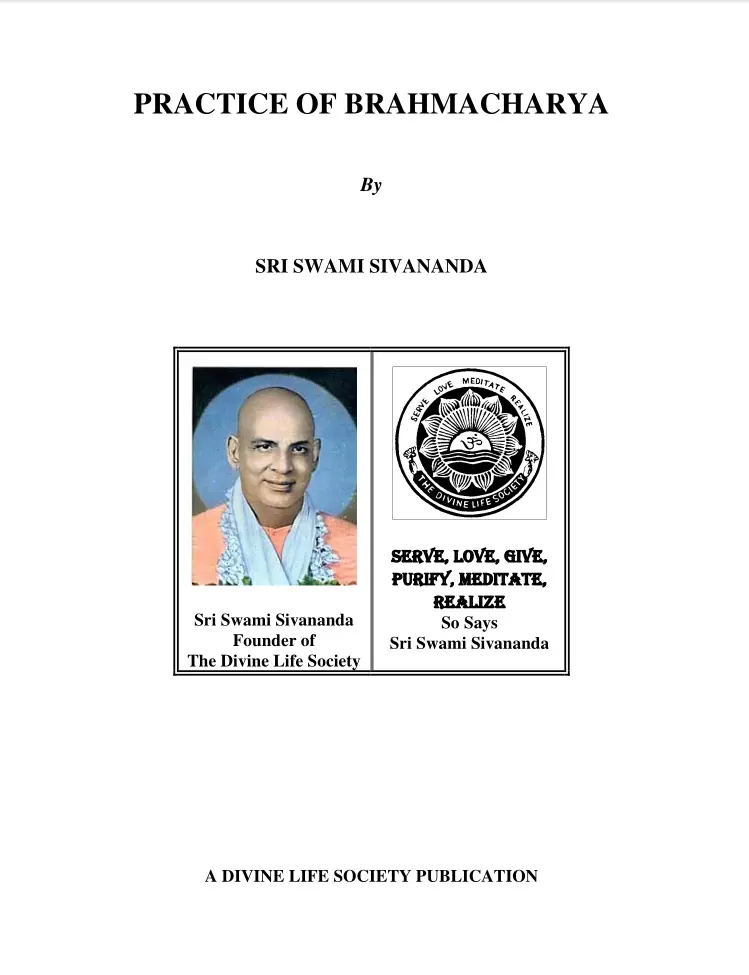 PRACTICE OF BRAHMACHARYA
By
SRI SWAMI SIVANANDA
Sri Swami Sivananda
Founder of
The Divine Life Society
SERVE LOVE MEDITATE REALIZE
ॐ
THE DIVINE LIFE SOCIETY
SERVE, LOVE, GIVE,
PURIFY, MEDITATE,
REALIZE
So Says
Sri Swami Sivananda
A DIVINE LIFE SOCIETY PUBLICATION